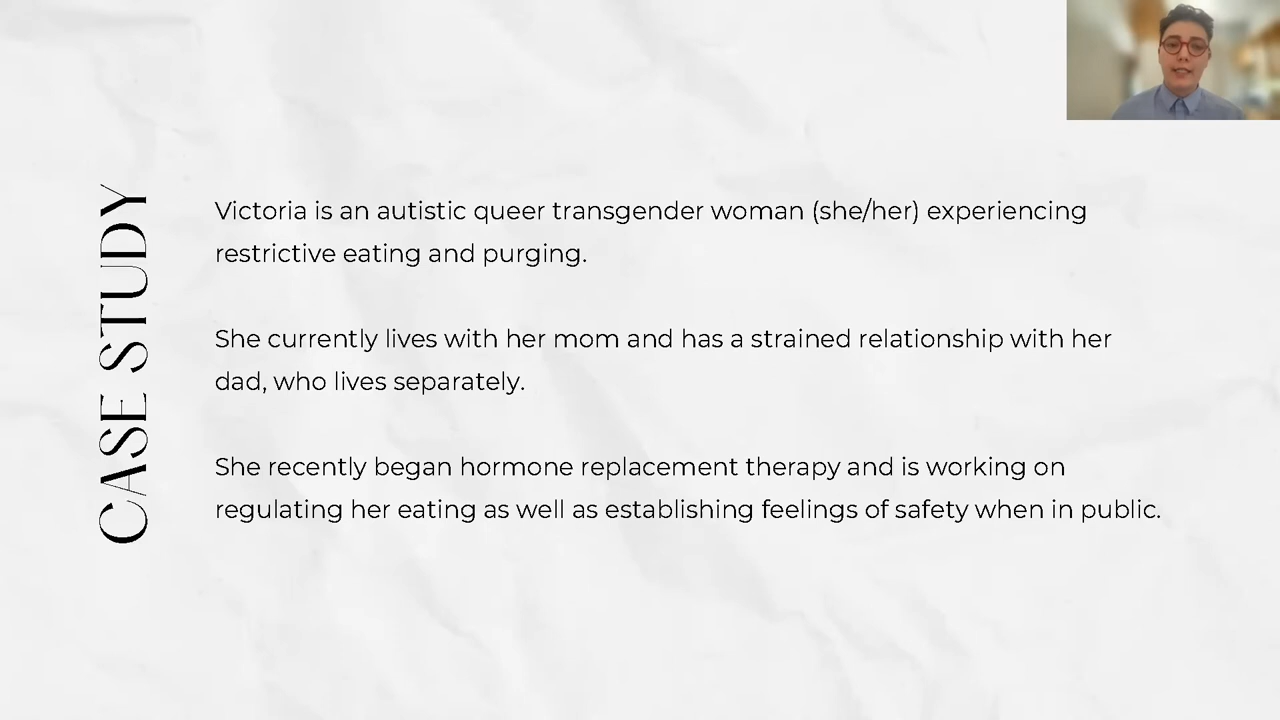 CASE STUDY
Victoria is an autistic queer transgender woman (she/her) experiencing
restrictive eating and purging.
She currently lives with her mom and has a strained relationship with her
dad, who lives separately.
She recently began hormone replacement therapy and is working on
regulating her eating as well as establishing feelings of safety when in public.